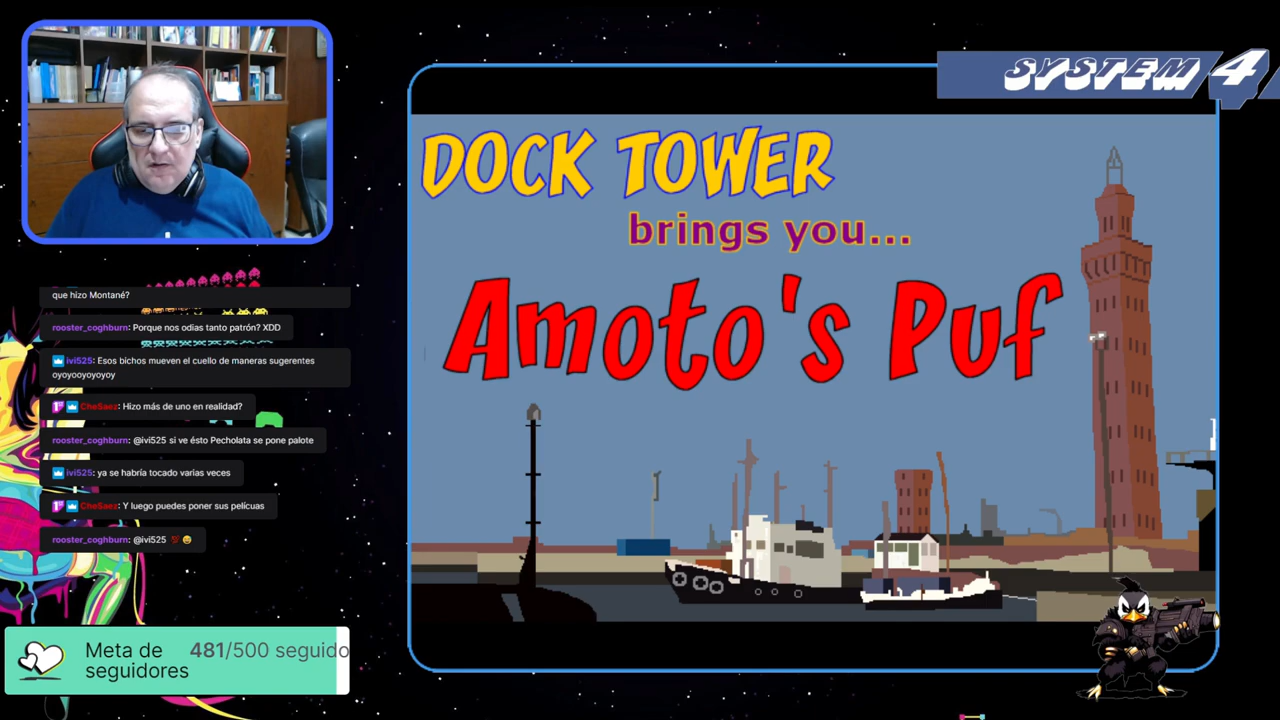 SYSTEM 4
DOCK TOWER
brings you...
Amoto's Puf
que hizo Montané?
rooster_coghburn: Porque nos odias tanto patrón? XDD
ivi525: Esos bichos mueven el cuello de maneras sugerentes
oyoyooyoyoyoy
CheSaez: Hizo más de uno en realidad?
rooster_coghburn: @ivi525 si ve ésto Pecholata se pone palote
ivi525: ya se habría tocado varias veces
CheSaez: Y luego puedes poner sus pelícuas
rooster_coghburn: @ivi525 💯 😄
Meta de
seguidores
481/500 seguido